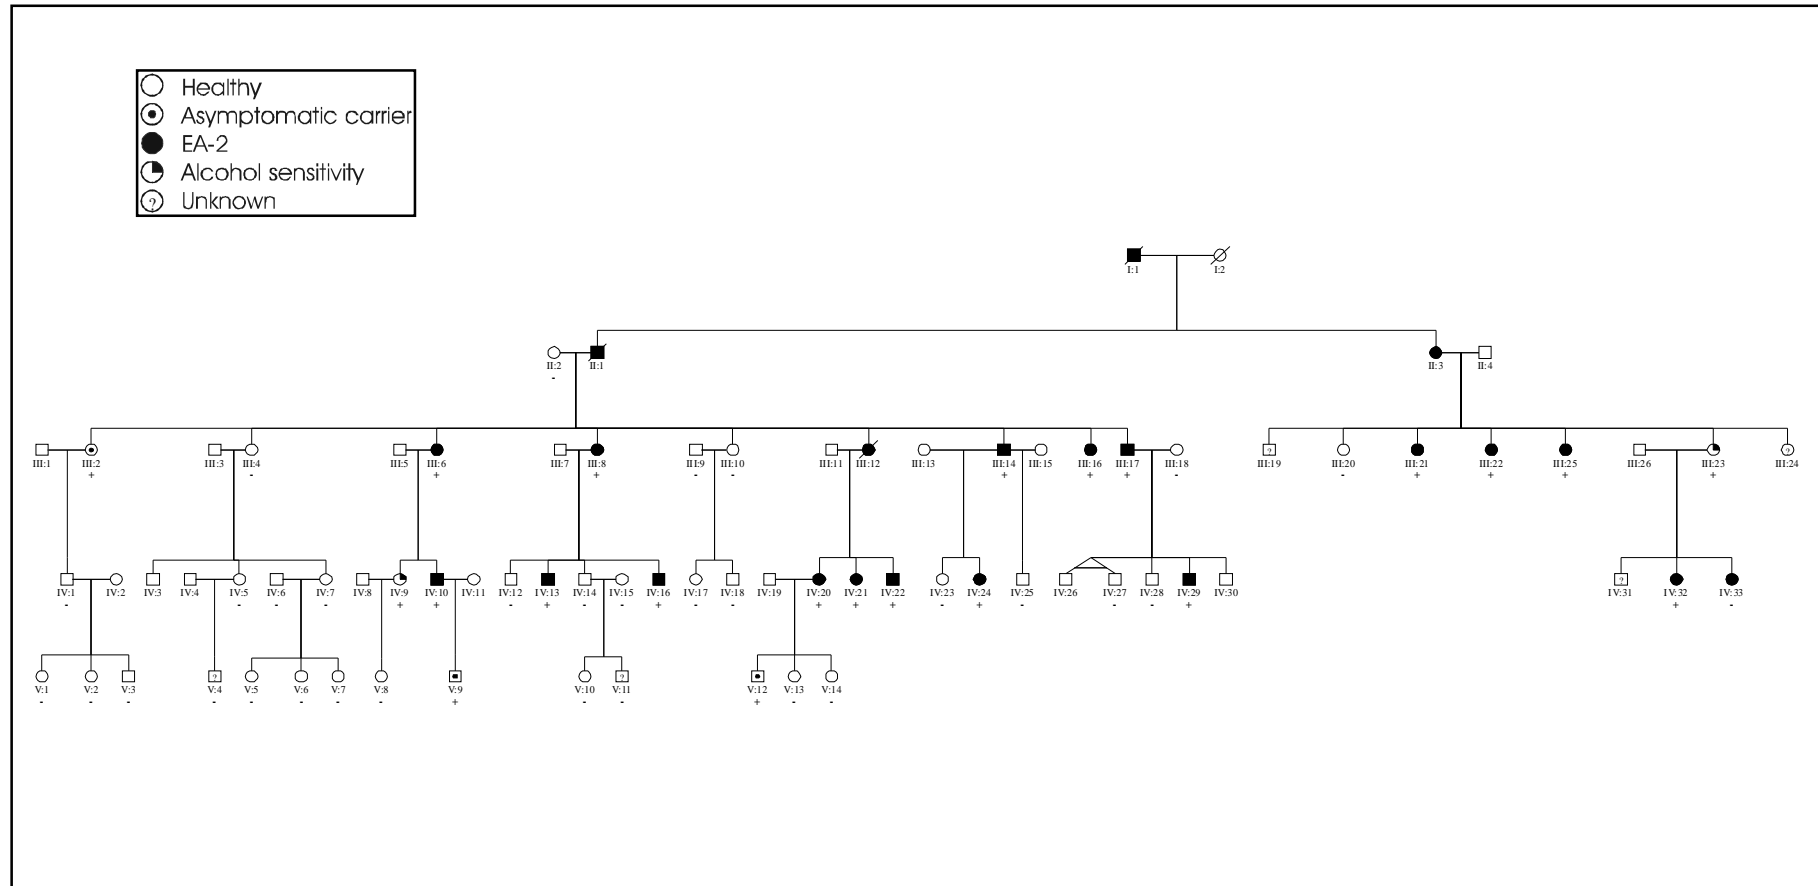 Healthy
Asymptomatic carrier
EA-2
Alcohol sensitivity
? Unknown
I:1 I:2
II:2 II:1 II:3 II:4
-
? ? 
III:1 III:2 III:3 III:4 III:5 III:6 III:7 III:8 III:9 III:10 III:11 III:12 III:13 III:14 III:15 III:16 III:17 III:18 III:19 III:20 III:21 III:22 III:25 III:26 III:23 III:24
+ - + + - - + + + - - + + + +
?
IV:1 IV:2 IV:3 IV:4 IV:5 IV:6 IV:7 IV:8 IV:9 IV:10 IV:11 IV:12 IV:13 IV:14 IV:15 IV:16 IV:17 IV:18 IV:19 IV:20 IV:21 IV:22 IV:23 IV:24 IV:25 IV:26 IV:27 IV:28 IV:29 IV:30 IV:31 IV:32 IV:33
- - - - + + - + - - + - - + + + - + - - - + + -
? ?
V:1 V:2 V:3 V:4 V:5 V:6 V:7 V:8 V:9 V:10 V:11 V:12 V:13 V:14
- - - - - - - - + - - + - -